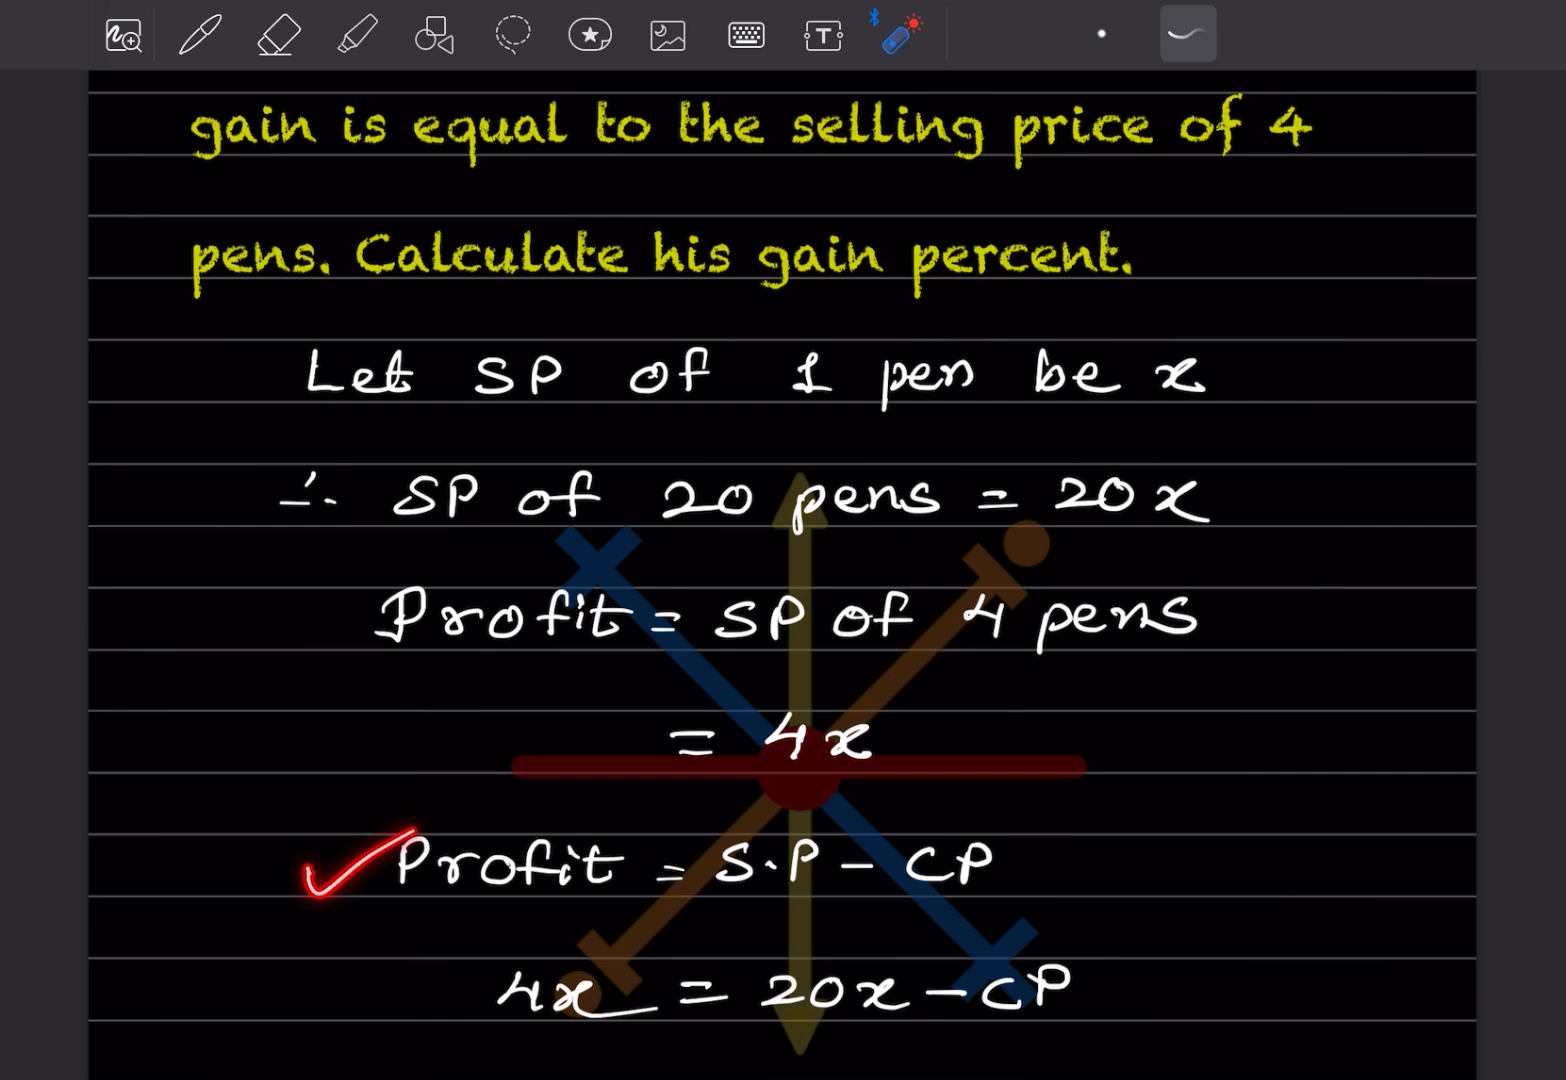 gain is equal to the selling price of 4
pens. Calculate his gain percent.
Let SP of 1 pen be x
∴ SP of 20 pens = 20x
Profit = SP of 4 pens
= 4x
Profit = S.P - CP
4x = 20x - CP